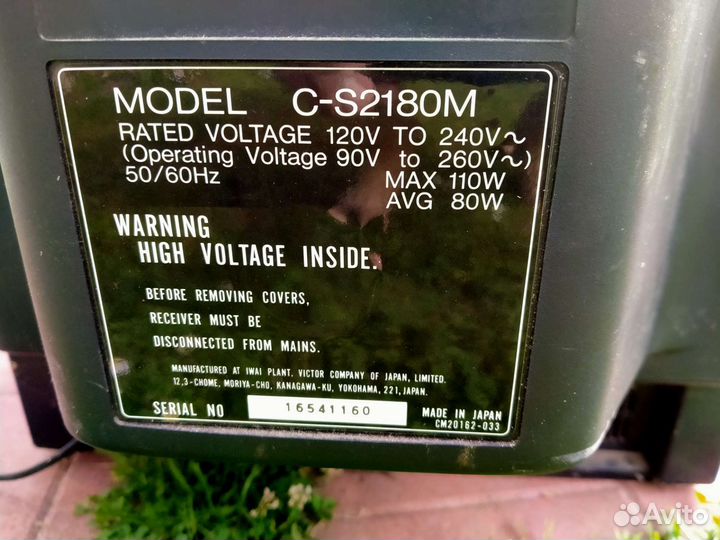 MODEL C-S2180M
RATED VOLTAGE 120V TO 240V~
(Operating Voltage 90V to 260V~)
50/60Hz MAX 110W
AVG 80W
WARNING
HIGH VOLTAGE INSIDE.
BEFORE REMOVING COVERS,
RECEIVER MUST BE
DISCONNECTED FROM MAINS.
MANUFACTURED AT IWAI PLANT. VICTOR COMPANY OF JAPAN, LIMITED.
12,3-CHOME, MORIYA-CHO, KANAGAWA-KU, YOKOHAMA, 221, JAPAN.
SERIAL NO 16541160 MADE IN JAPAN
CM20162-033
Avito